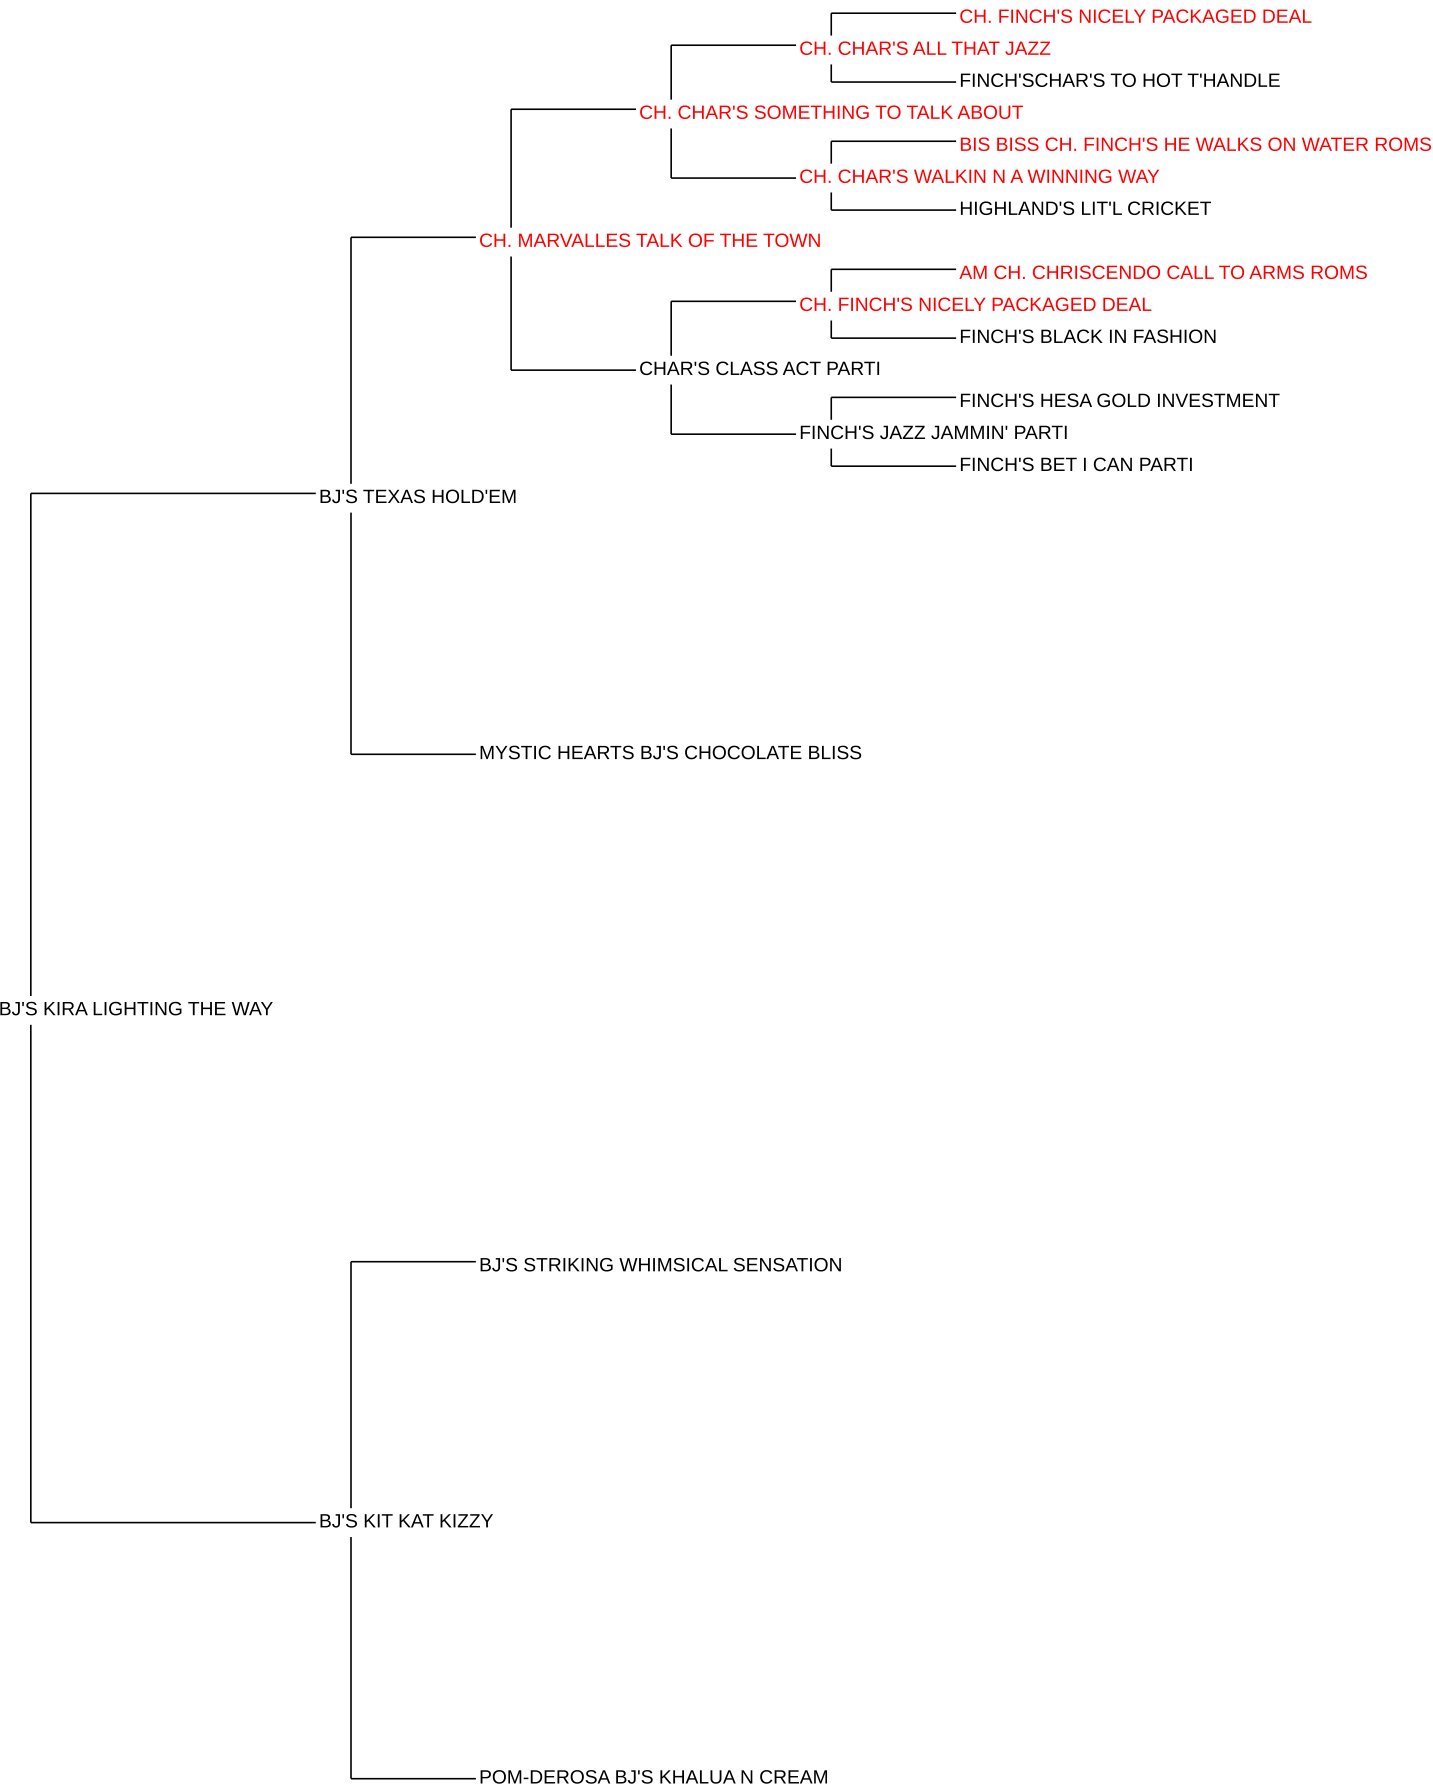 CH. FINCH'S NICELY PACKAGED DEAL
CH. CHAR'S ALL THAT JAZZ
FINCH'SCHAR'S TO HOT T'HANDLE
CH. CHAR'S SOMETHING TO TALK ABOUT
BIS BISS CH. FINCH'S HE WALKS ON WATER ROMS
CH. CHAR'S WALKIN N A WINNING WAY
HIGHLAND'S LIT'L CRICKET
CH. MARVALLES TALK OF THE TOWN
AM CH. CHRISCENDO CALL TO ARMS ROMS
CH. FINCH'S NICELY PACKAGED DEAL
FINCH'S BLACK IN FASHION
CHAR'S CLASS ACT PARTI
FINCH'S HESA GOLD INVESTMENT
FINCH'S JAZZ JAMMIN' PARTI
FINCH'S BET I CAN PARTI
BJ'S TEXAS HOLD'EM
MYSTIC HEARTS BJ'S CHOCOLATE BLISS
BJ'S KIRA LIGHTING THE WAY
BJ'S STRIKING WHIMSICAL SENSATION
BJ'S KIT KAT KIZZY
POM-DEROSA BJ'S KHALUA N CREAM